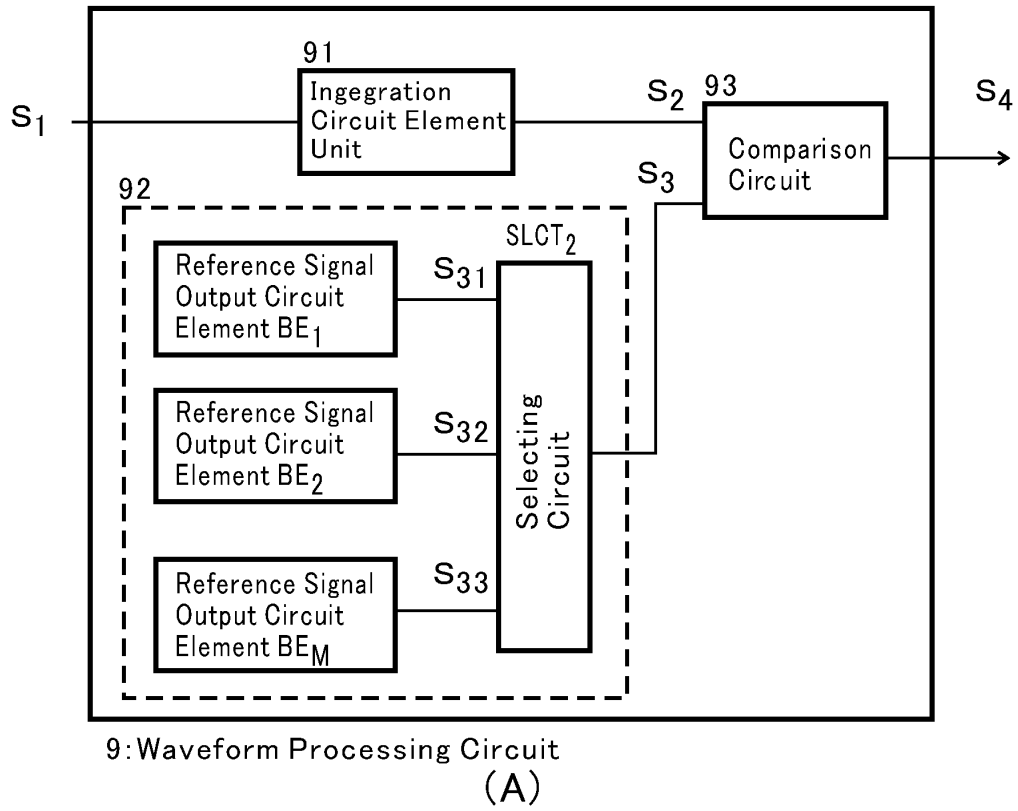 91
Ingegration
Circuit Element
Unit
S1
S2
93
S4
Comparison
Circuit
S3
92
SLCT2
Reference Signal
Output Circuit
Element BE1
S31
Reference Signal
Output Circuit
Element BE2
S32
Selecting
Circuit
Reference Signal
Output Circuit
Element BEM
S33
9:Waveform Processing Circuit
(A)